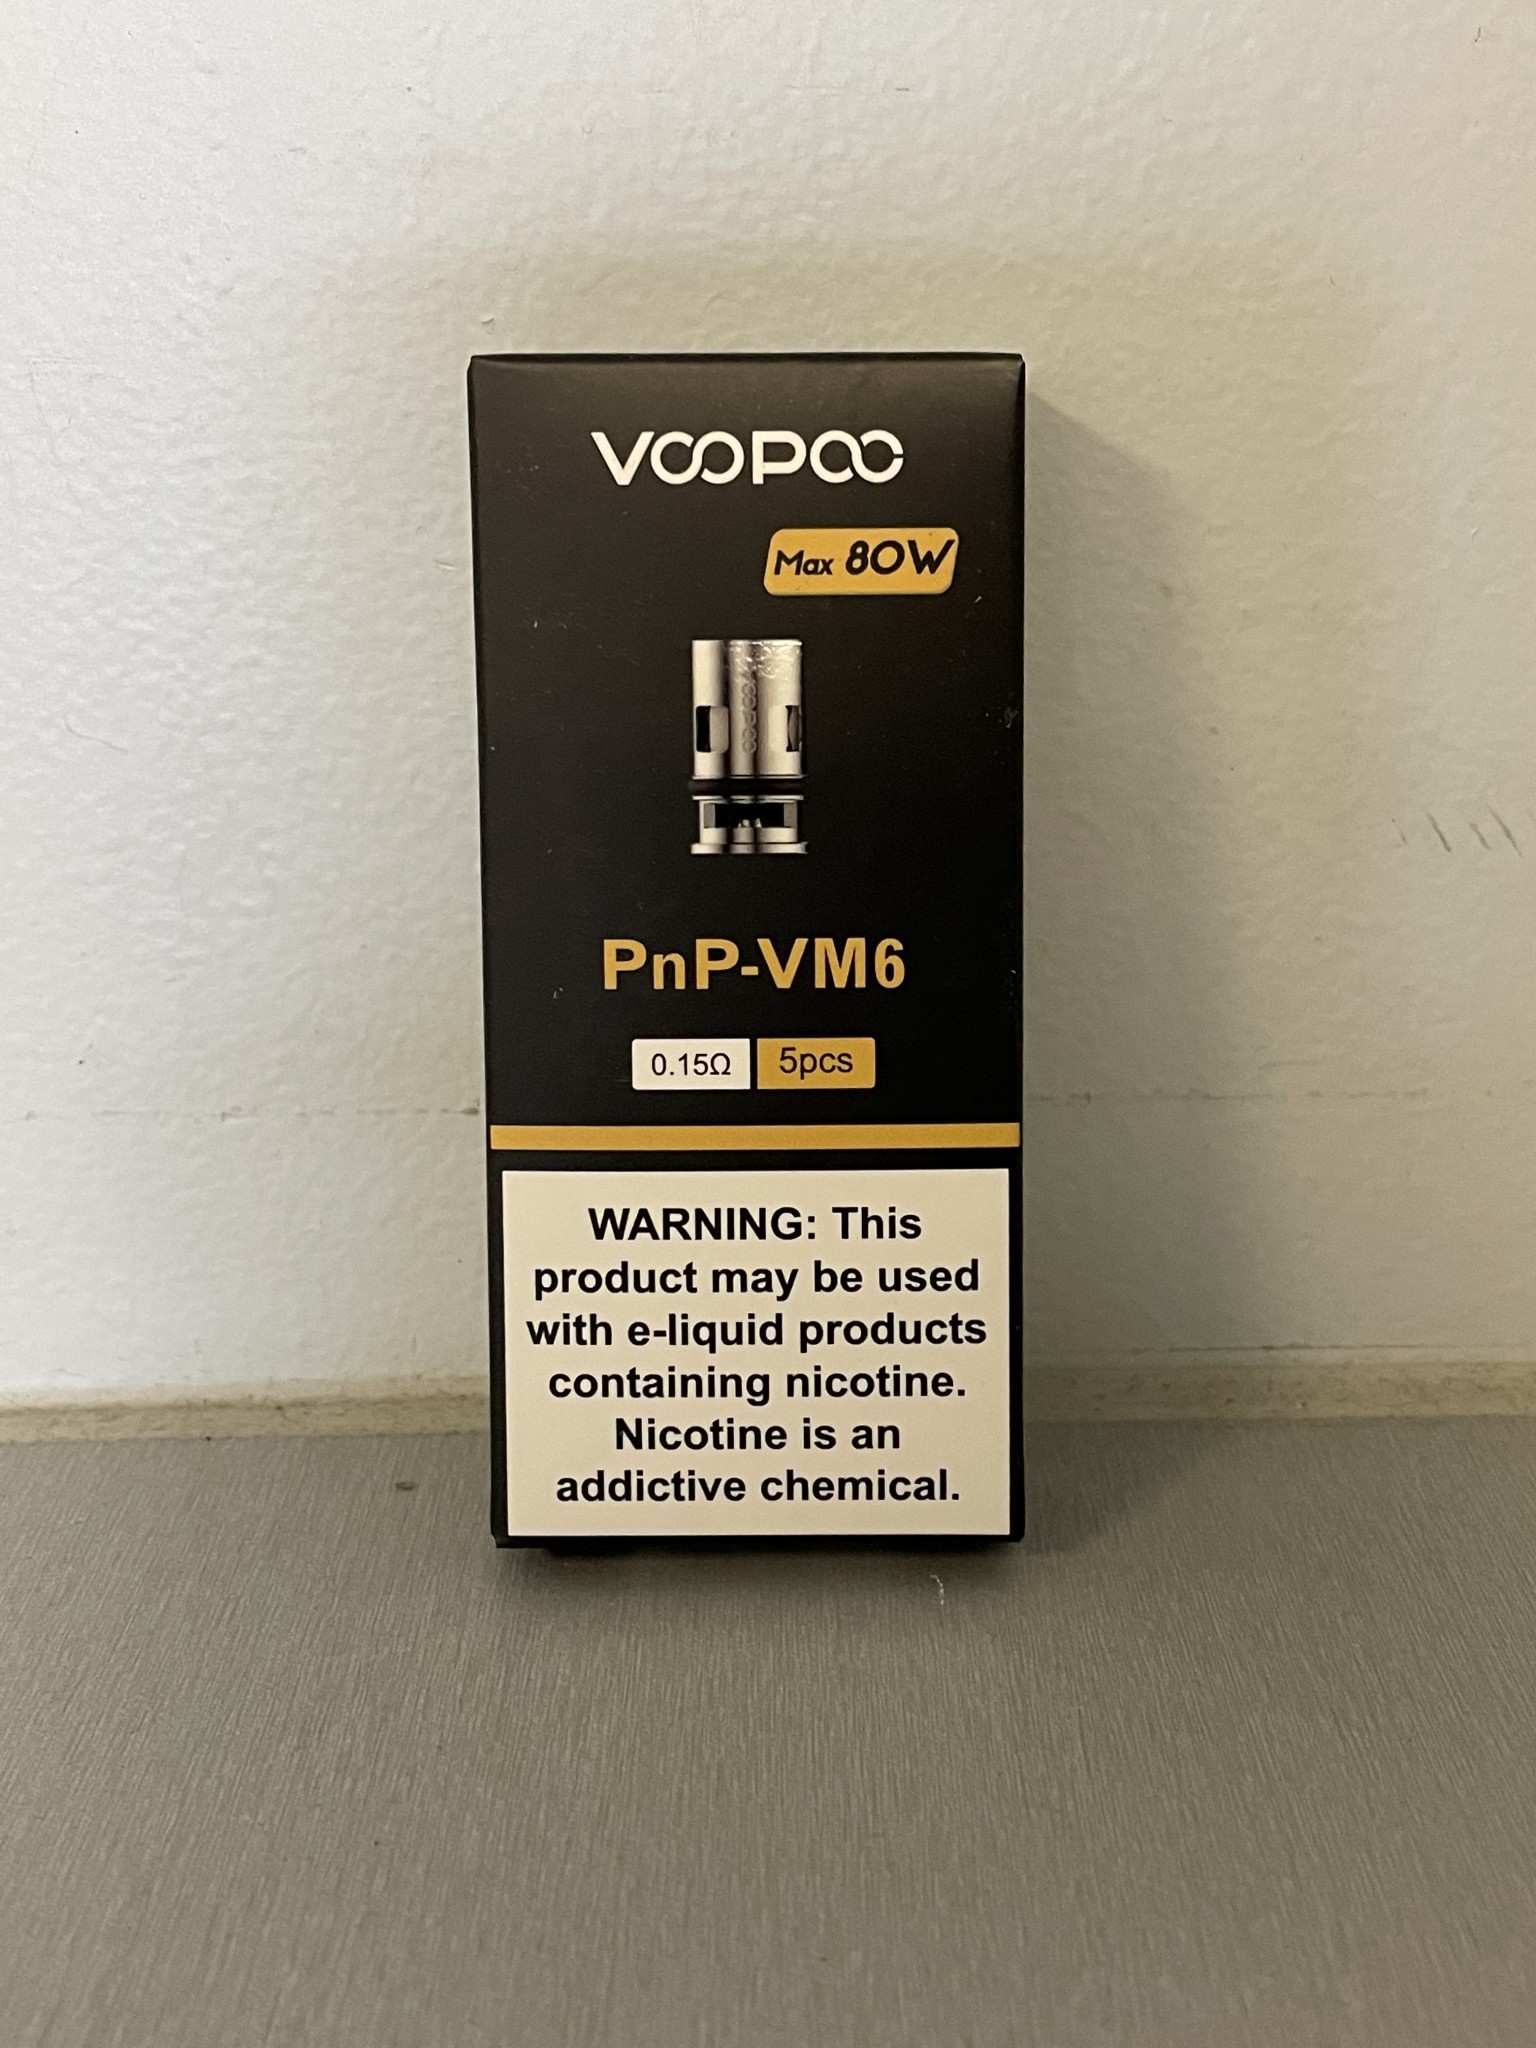 VOOPOO
Max 80W
VOOPOO
PnP-VM6
0.15Ω 5pcs
WARNING: This
product may be used
with e-liquid products
containing nicotine.
Nicotine is an
addictive chemical.